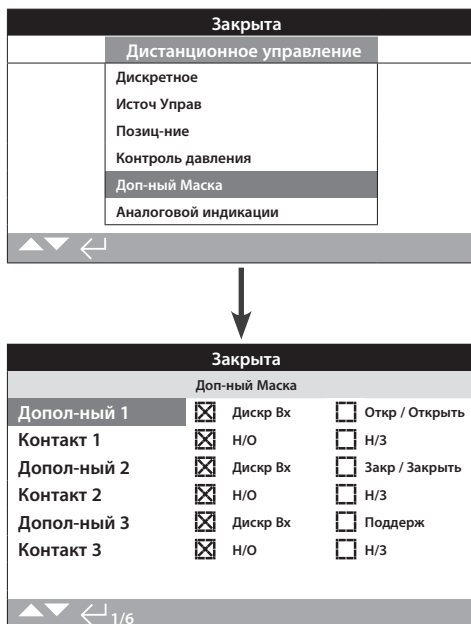 Закрыта
Дистанционное управление
Дискретное
Источ Управ
Позиц-ние
Контроль давления
Доп-ный Маска
Аналоговой индикации
Закрыта
Доп-ный Маска
Допол-ный 1 Дискр Вх Откр / Открыть
Контакт 1 Н/О Н/З
Допол-ный 2 Дискр Вх Закр / Закрыть
Контакт 2 Н/О Н/З
Допол-ный 3 Дискр Вх Поддерж
Контакт 3 Н/О Н/З
1/6